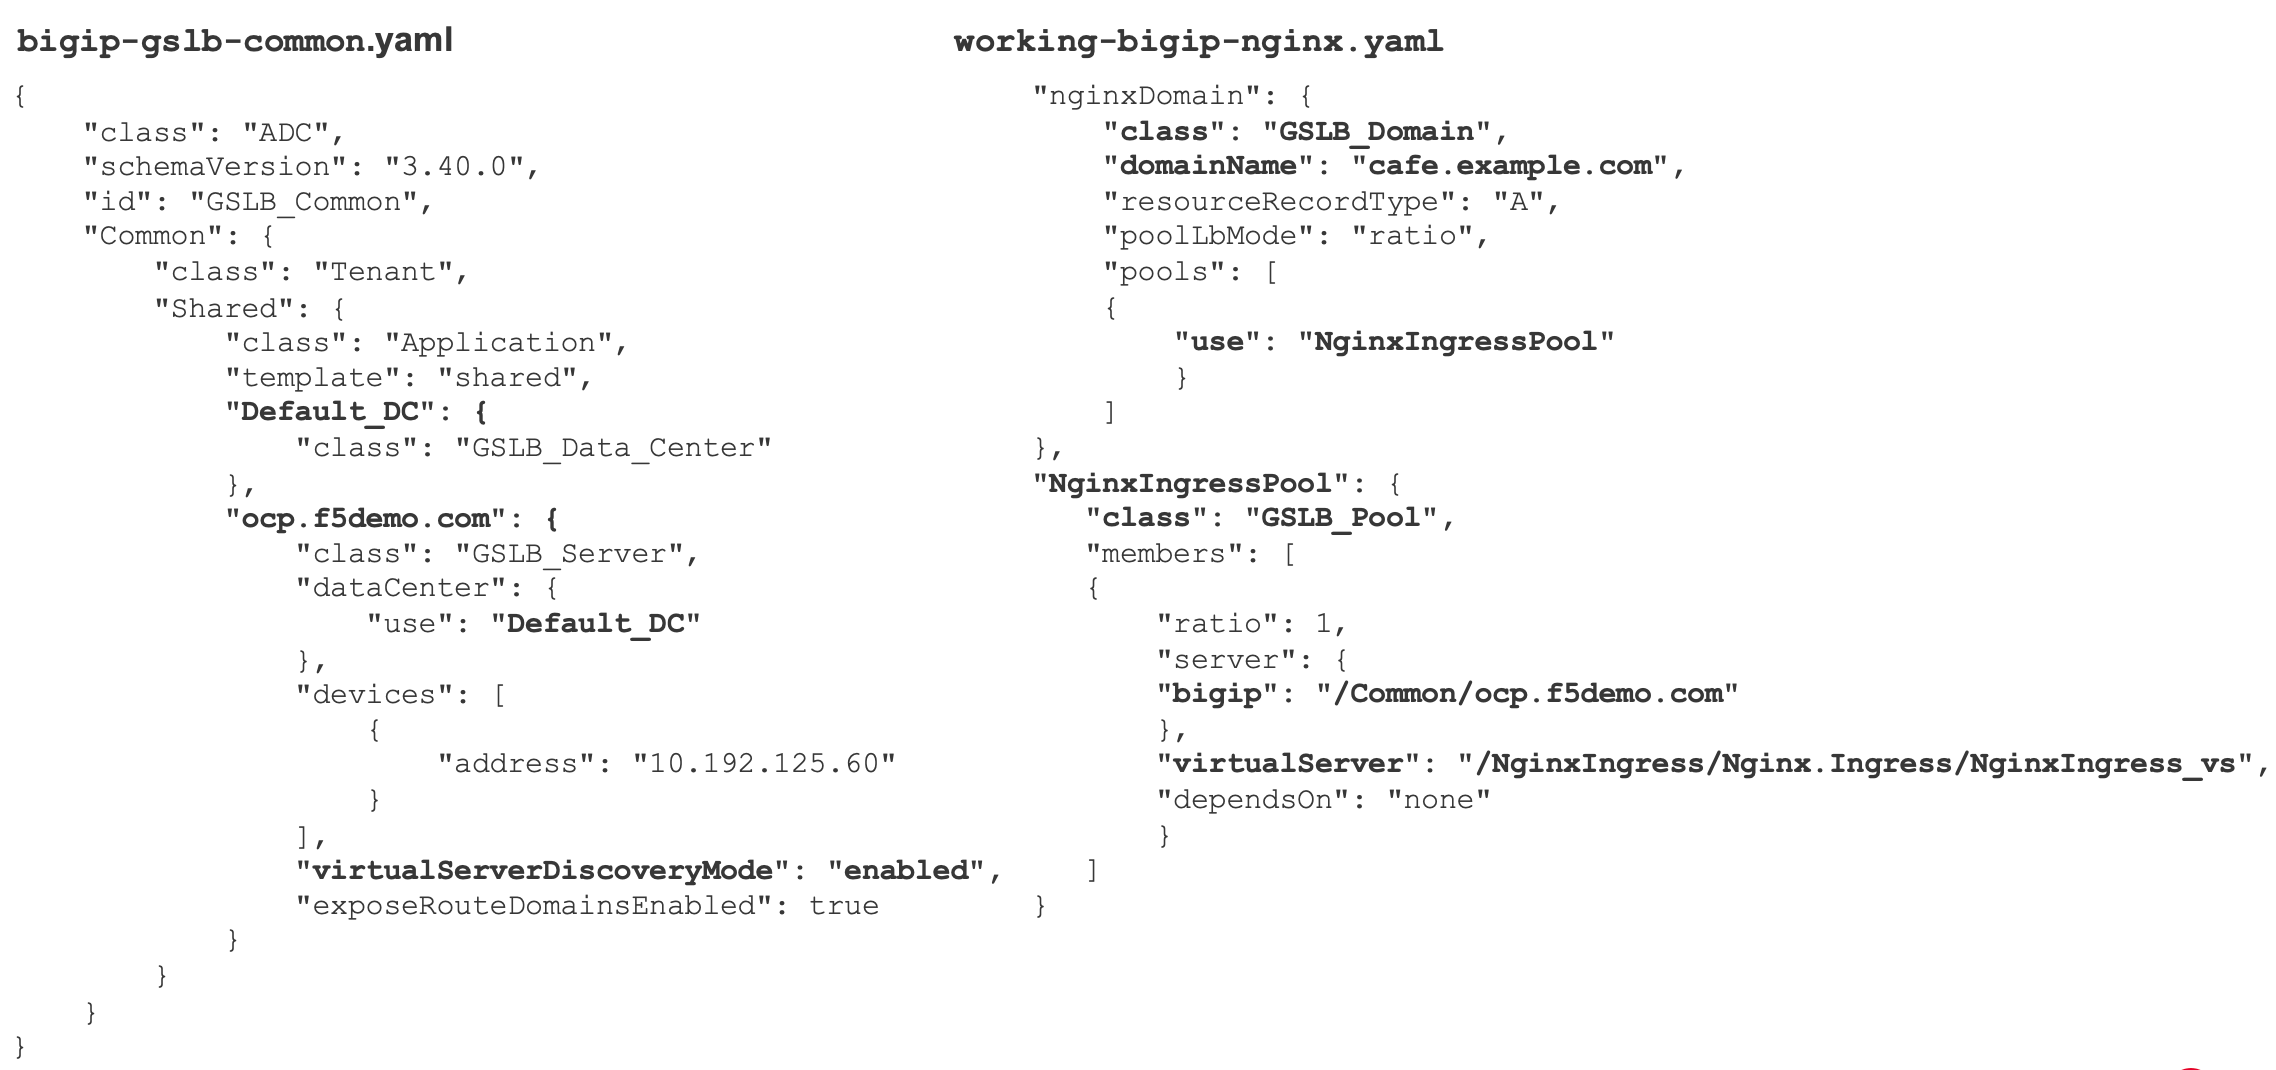 bigip-gslb-common.yaml
{
    "class": "ADC",
    "schemaVersion": "3.40.0",
    "id": "GSLB_Common",
    "Common": {
        "class": "Tenant",
        "Shared": {
            "class": "Application",
            "template": "shared",
            "Default_DC": {
                "class": "GSLB_Data_Center"
            },
            "ocp.f5demo.com": {
                "class": "GSLB_Server",
                "dataCenter": {
                    "use": "Default_DC"
                },
                "devices": [
                    {
                        "address": "10.192.125.60"
                    }
                ],
                "virtualServerDiscoveryMode": "enabled",
                "exposeRouteDomainsEnabled": true
            }
        }
    }
}
working-bigip-nginx.yaml
"nginxDomain": {
    "class": "GSLB_Domain",
    "domainName": "cafe.example.com",
    "resourceRecordType": "A",
    "poolLbMode": "ratio",
    "pools": [
    {
        "use": "NginxIngressPool"
        }
    ]
},
"NginxIngressPool": {
   "class": "GSLB_Pool",
   "members": [
   {
       "ratio": 1,
       "server": {
       "bigip": "/Common/ocp.f5demo.com"
       },
       "virtualServer": "/NginxIngress/Nginx.Ingress/NginxIngress_vs",
       "dependsOn": "none"
       }
   ]
}